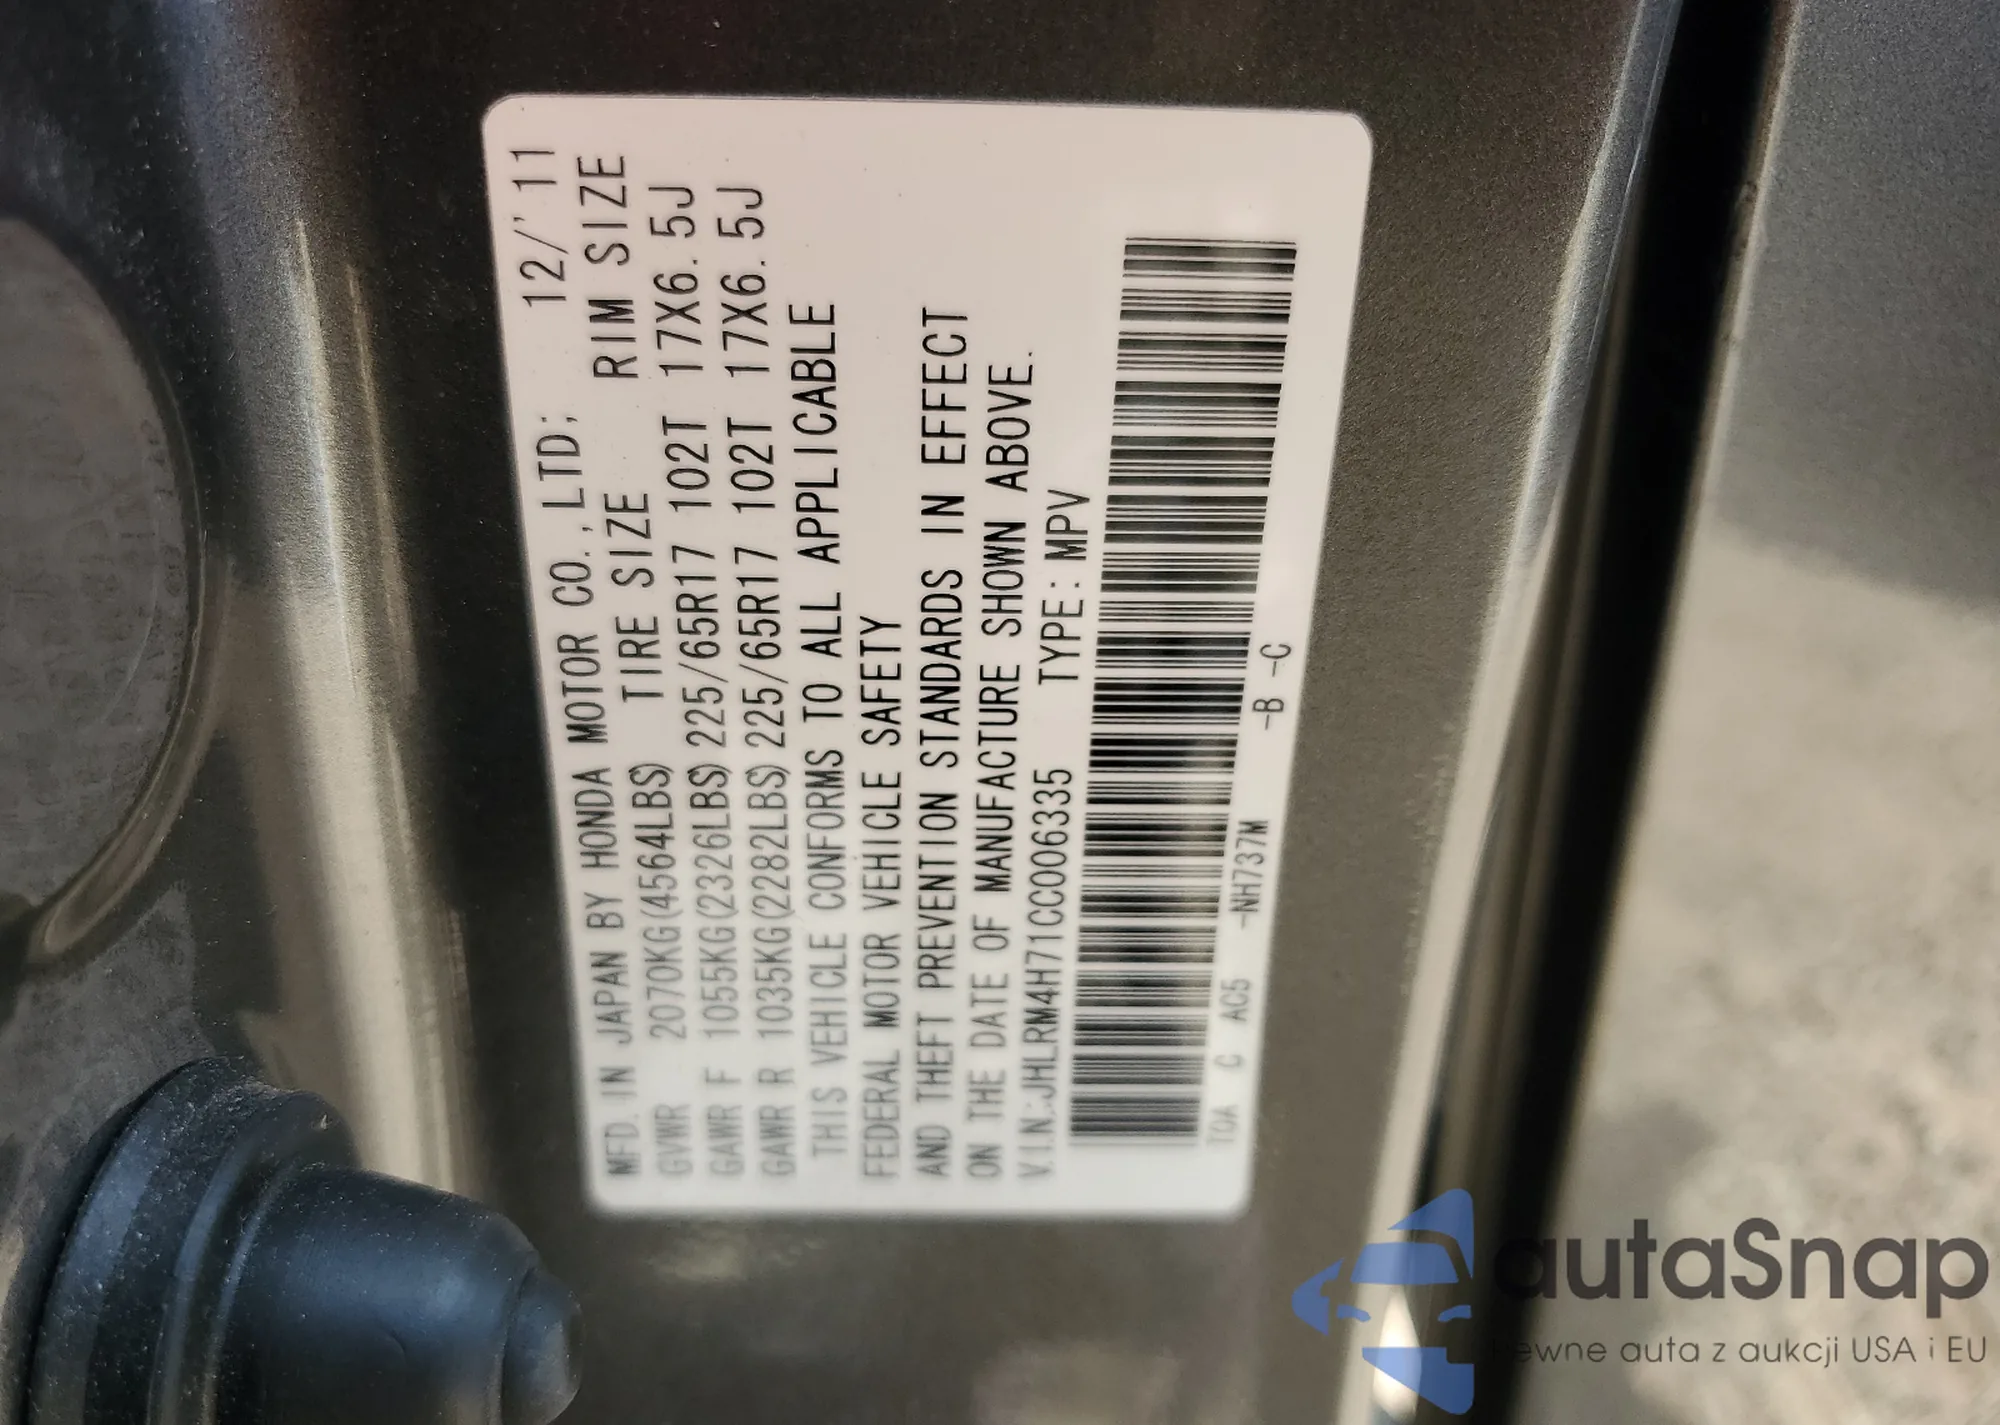 MFD. IN JAPAN BY HONDA MOTOR CO., LTD; 12/'11
GVWR 2070KG(4564LBS) TIRE SIZE RIM SIZE
GAWR F 1055KG(2326LBS) 225/65R17 102T 17X6.5J
GAWR R 1035KG(2282LBS) 225/65R17 102T 17X6.5J
THIS VEHICLE CONFORMS TO ALL APPLICABLE
FEDERAL MOTOR VEHICLE SAFETY
AND THEFT PREVENTION STANDARDS IN EFFECT
ON THE DATE OF MANUFACTURE SHOWN ABOVE.
V.I.N.:JHLRM4H71CC006335 TYPE: MPV
TOA C AC5 -NH737M -B -C
autaSnap
Pewne auta z aukcji USA i EU